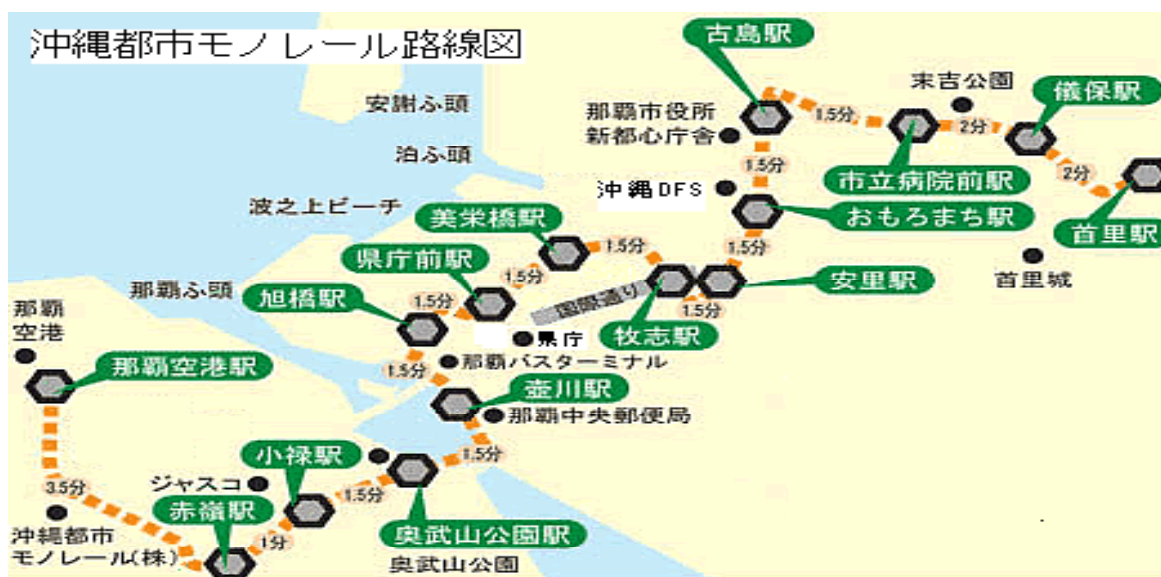 沖縄都市モノレール路線図
古島駅
末吉公園
儀保駅
安謝ふ頭
那覇市役所
新都心庁舎
1.5分
2分
泊ふ頭
1.5分
2分
市立病院前駅
沖縄DFS
おもろまち駅
首里駅
波之上ビーチ
美栄橋駅
1.5分
1.5分
県庁前駅
1.5分
安里駅
首里城
那覇ふ頭
旭橋駅
1.5分
国際通り
1.5分
牧志駅
那覇
空港
県庁
那覇空港駅
1.5分
那覇バスターミナル
壷川駅
那覇中央郵便局
小禄駅
1.5分
3.5分
ジャスコ
1.5分
赤嶺駅
沖縄都市
モノレール(株)
1分
奥武山公園駅
奥武山公園